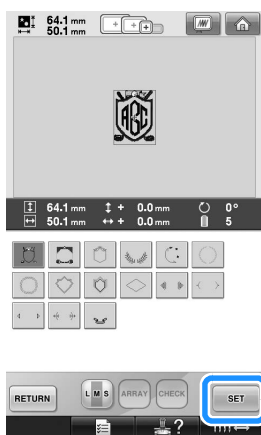 64.1 mm
50.1 mm
ABC
64.1 mm + 0.0 mm 0°
50.1 mm + 0.0 mm 5
RETURN L M S ARRAY CHECK SET
?